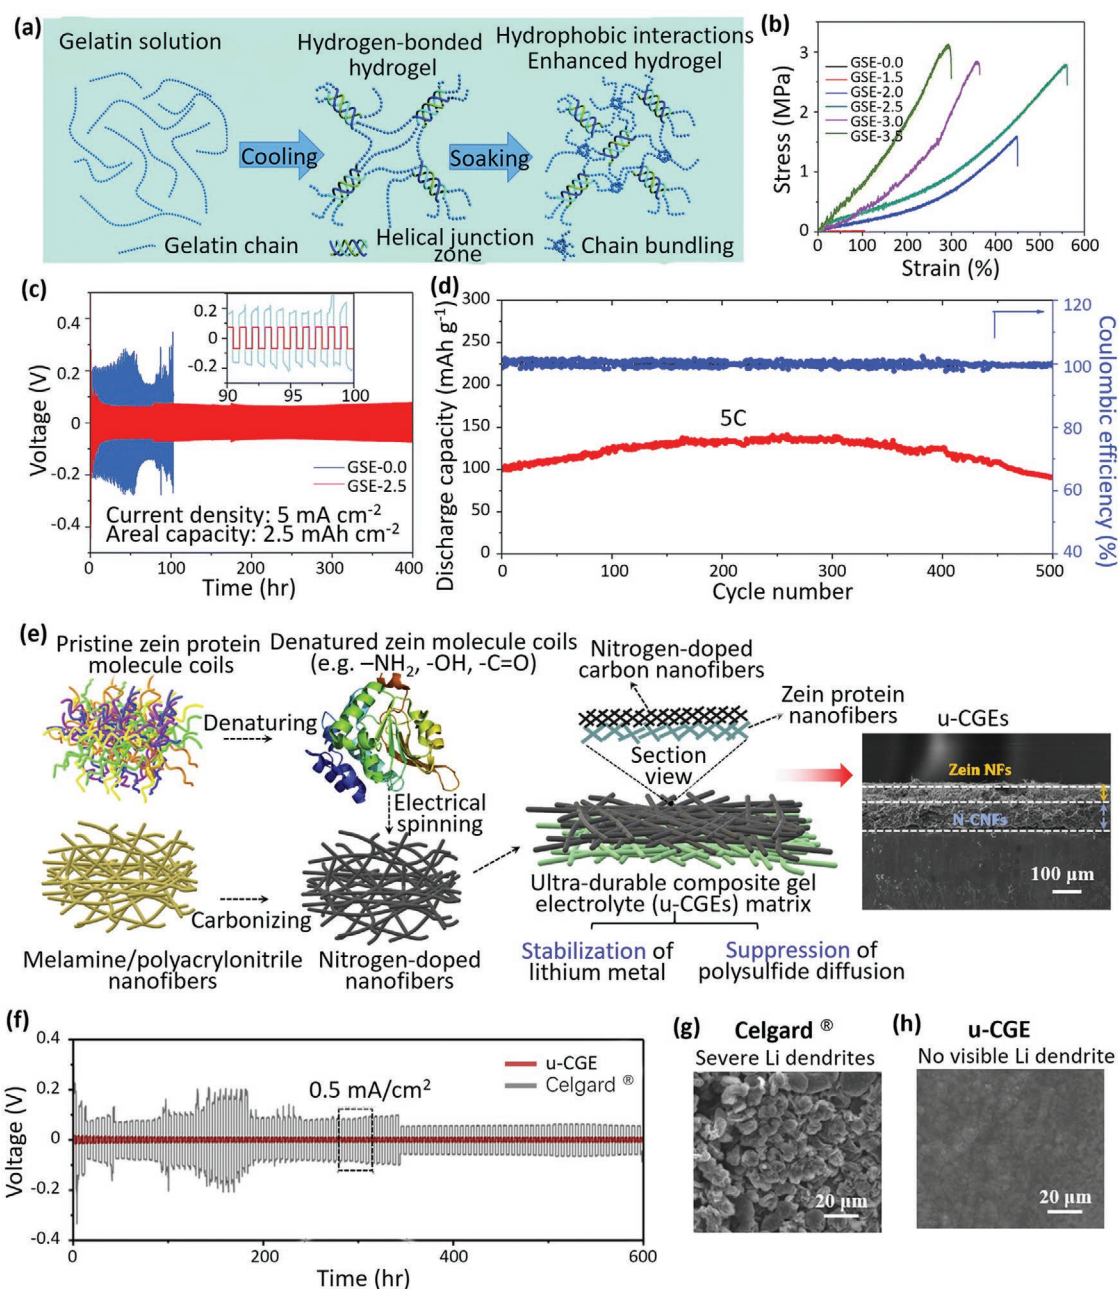 (a)
Gelatin solution
Hydrogen-bonded
hydrogel
Hydrophobic interactions
Enhanced hydrogel
Cooling
Soaking
Gelatin chain
Helical junction
zone
Chain bundling
(b)
Stress (MPa)
3
2
1
0
GSE-0.0
GSE-1.5
GSE-2.0
GSE-2.5
GSE-3.0
GSE-3.5
0 100 200 300 400 500 600
Strain (%)
(c)
Voltage (V)
0.4
0.2
0
-0.2
-0.4
0.2
0
-0.2
90 95 100
GSE-0.0
GSE-2.5
Current density: 5 mA cm-2
Areal capacity: 2.5 mAh cm-2
0 100 200 300 400
Time (hr)
(d)
Discharge capacity (mAh g-1)
300
250
200
150
100
50
0
5C
120
100
80
60
40
Coulombic efficiency (%)
0 100 200 300 400 500
Cycle number
(e)
Pristine zein protein
molecule coils
Denatured zein molecule coils
(e.g. –NH2, -OH, -C=O)
Denaturing
Electrical
spinning
Carbonizing
Melamine/polyacrylonitrile
nanofibers
Nitrogen-doped
nanofibers
Nitrogen-doped
carbon nanofibers
Zein protein
nanofibers
Section
view
Ultra-durable composite gel
electrolyte (u-CGEs) matrix
Stabilization of
lithium metal
Suppression of
polysulfide diffusion
u-CGEs
Zein NFs
N-CNFs
100 μm
(f)
Voltage (V)
0.4
0.2
0
-0.2
-0.4
0.5 mA/cm2
u-CGE
Celgard ®
0 200 400 600
Time (hr)
(g)
Celgard ®
Severe Li dendrites
20 μm
(h)
u-CGE
No visible Li dendrite
20 μm